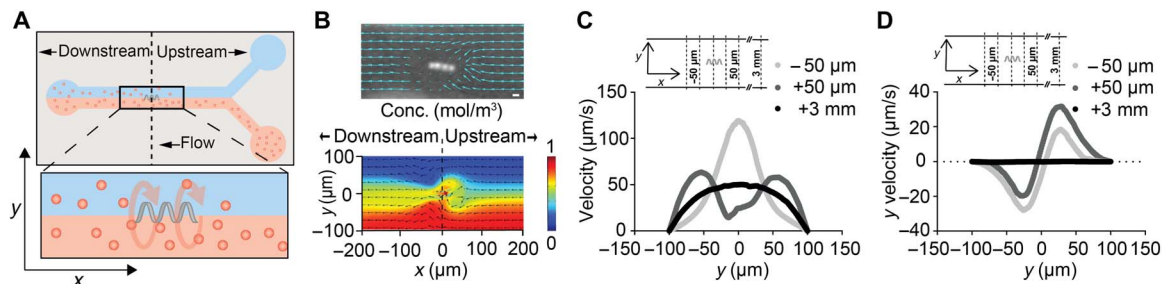 A
Downstream
Upstream
Flow
y
x
B
Conc. (mol/m³)
Downstream
Upstream
100
0
−100
y (µm)
−200
−100
0
100
200
x (µm)
1
0
C
y
x
−50 µm
50 µm
3 mm
− 50 µm
+50 µm
+3 mm
Velocity (µm/s)
150
100
50
0
−150
−100
−50
0
50
100
150
y (µm)
D
y
x
−50 µm
50 µm
3 mm
− 50 µm
+50 µm
+3 mm
y velocity (µm/s)
40
20
0
−20
−40
−150
−100
−50
0
50
100
150
y (µm)